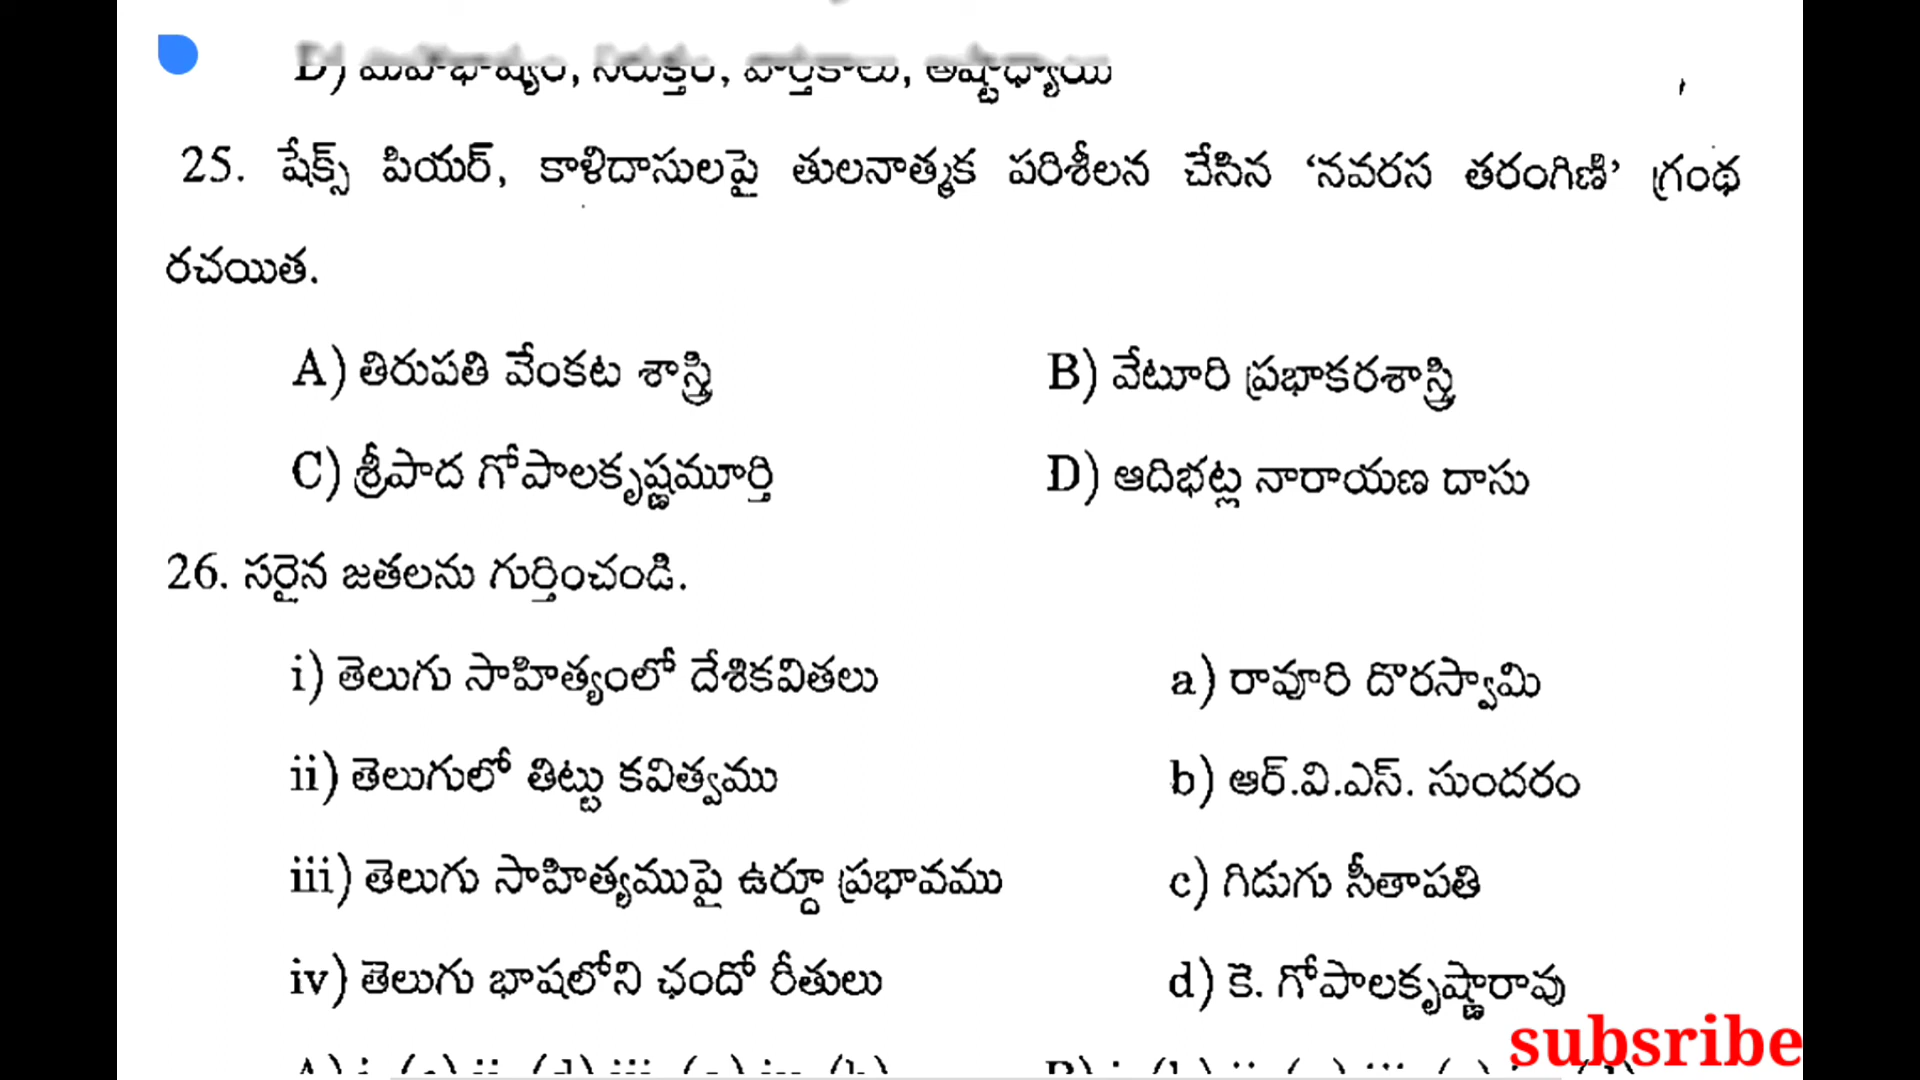 D) మహాభాష్యం, నిరుక్తం, వార్తికాలు, అష్టాధ్యాయి
25. షేక్స్ పియర్, కాళిదాసులపై తులనాత్మక పరిశీలన చేసిన ‘నవరస తరంగిణి’ గ్రంథ
రచయిత.
A) తిరుపతి వేంకట శాస్త్రి B) వేటూరి ప్రభాకరశాస్త్రి
C) శ్రీపాద గోపాలకృష్ణమూర్తి D) ఆదిభట్ల నారాయణ దాసు
26. సరైన జతలను గుర్తించండి.
i) తెలుగు సాహిత్యంలో దేశికవితలు a) రావూరి దొరస్వామి
ii) తెలుగులో తిట్టు కవిత్వము b) ఆర్.వి.ఎస్. సుందరం
iii) తెలుగు సాహిత్యముపై ఉర్దూ ప్రభావము c) గిడుగు సీతాపతి
iv) తెలుగు భాషలోని ఛందో రీతులు d) కె. గోపాలకృష్ణారావు
subsribe